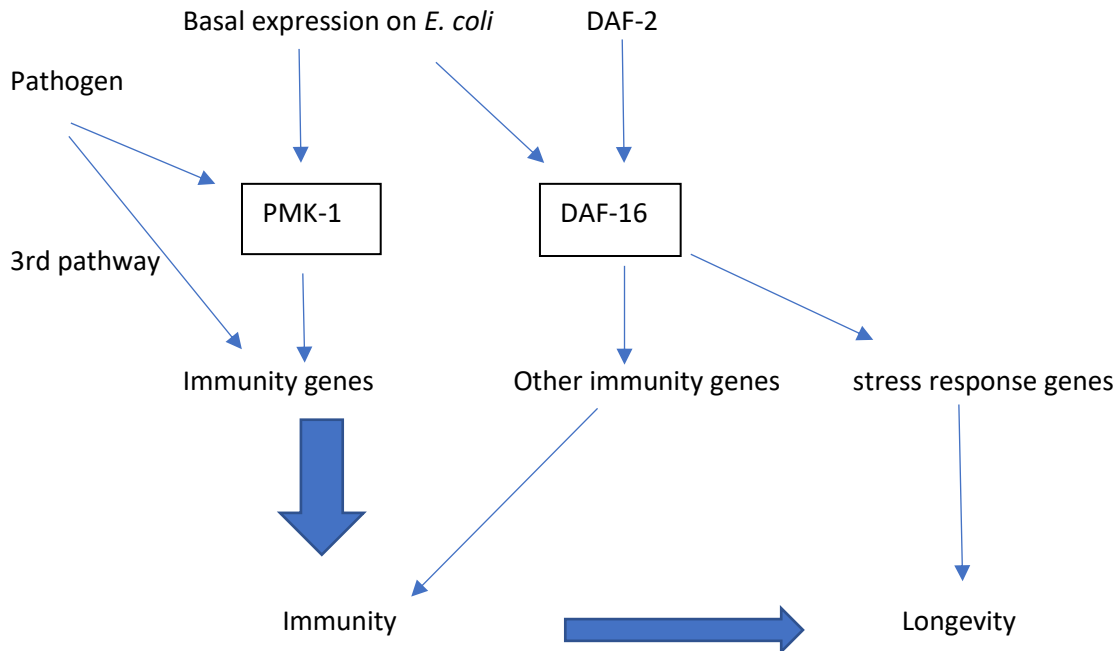 Basal expression on E. coli
DAF-2
Pathogen
PMK-1
DAF-16
3rd pathway
Immunity genes
Other immunity genes
stress response genes
Immunity
Longevity